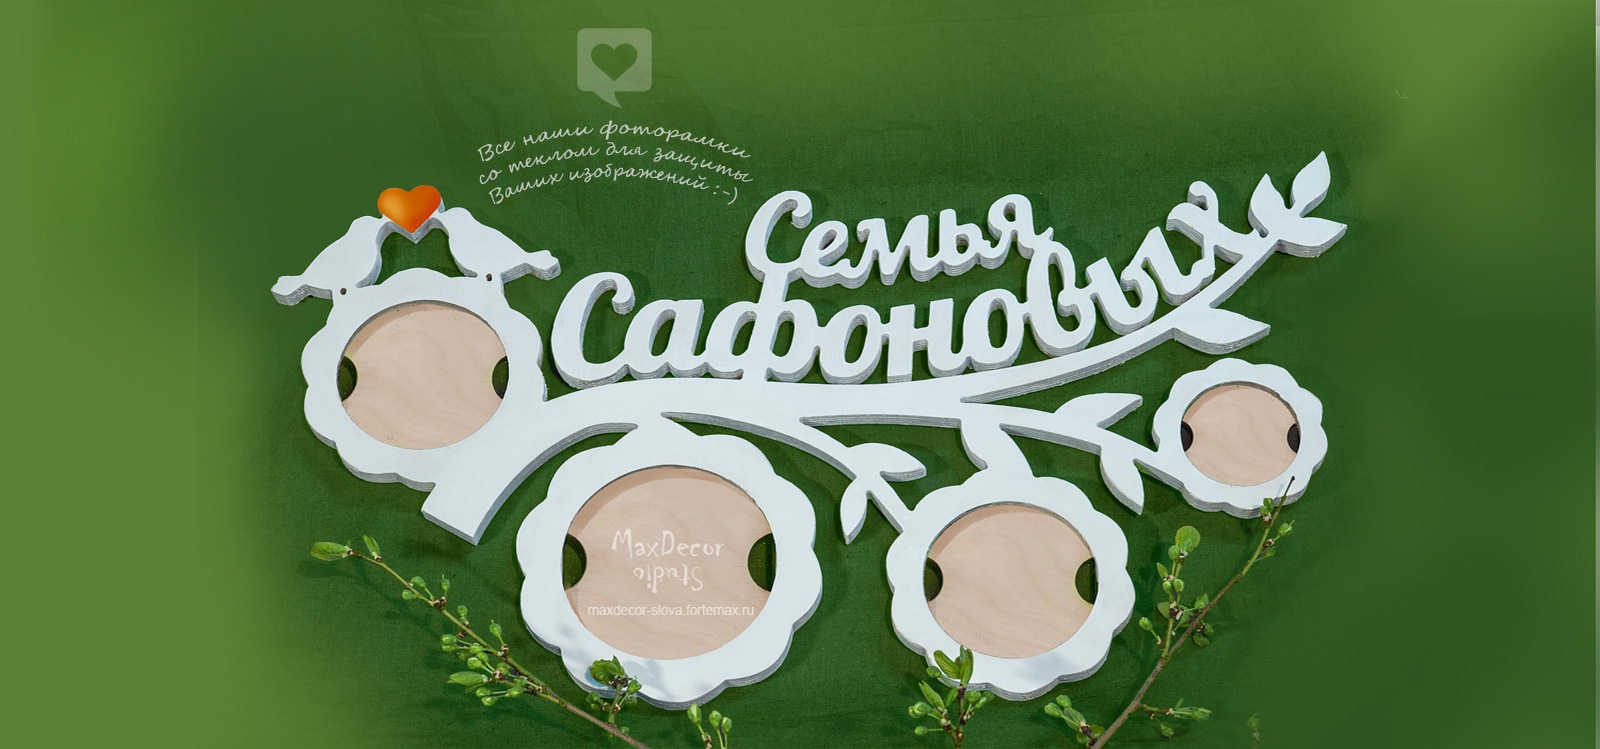 Все наши фоторамки
со теклом для защиты
Ваших изображений :-)
Семья
Сафоновых
MaxDecor
Studio
maxdecor-slova.fortemax.ru